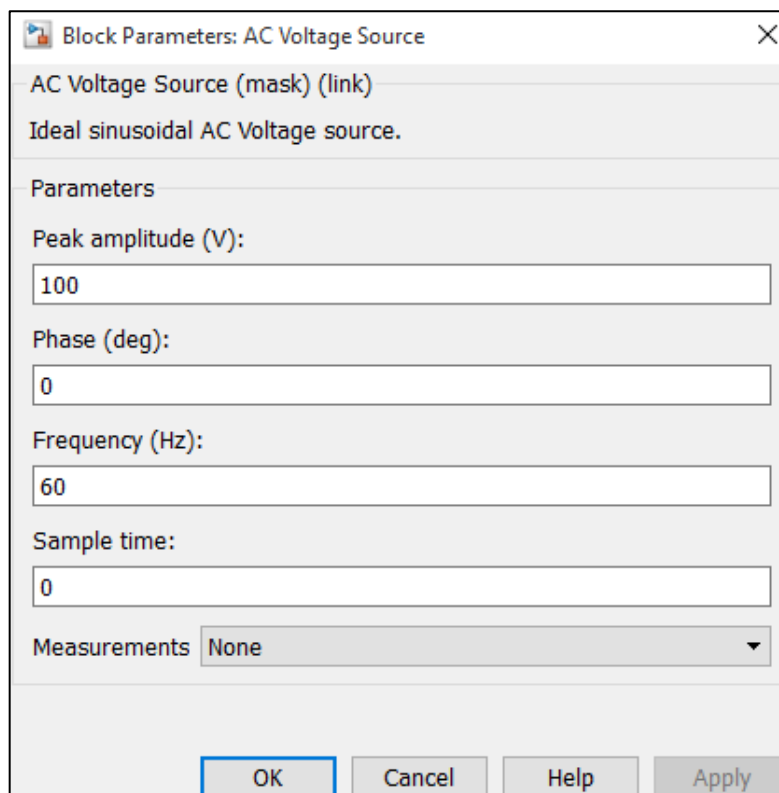 Block Parameters: AC Voltage Source
AC Voltage Source (mask) (link)
Ideal sinusoidal AC Voltage source.
Parameters
Peak amplitude (V):
100
Phase (deg):
0
Frequency (Hz):
60
Sample time:
0
Measurements None
OK Cancel Help Apply